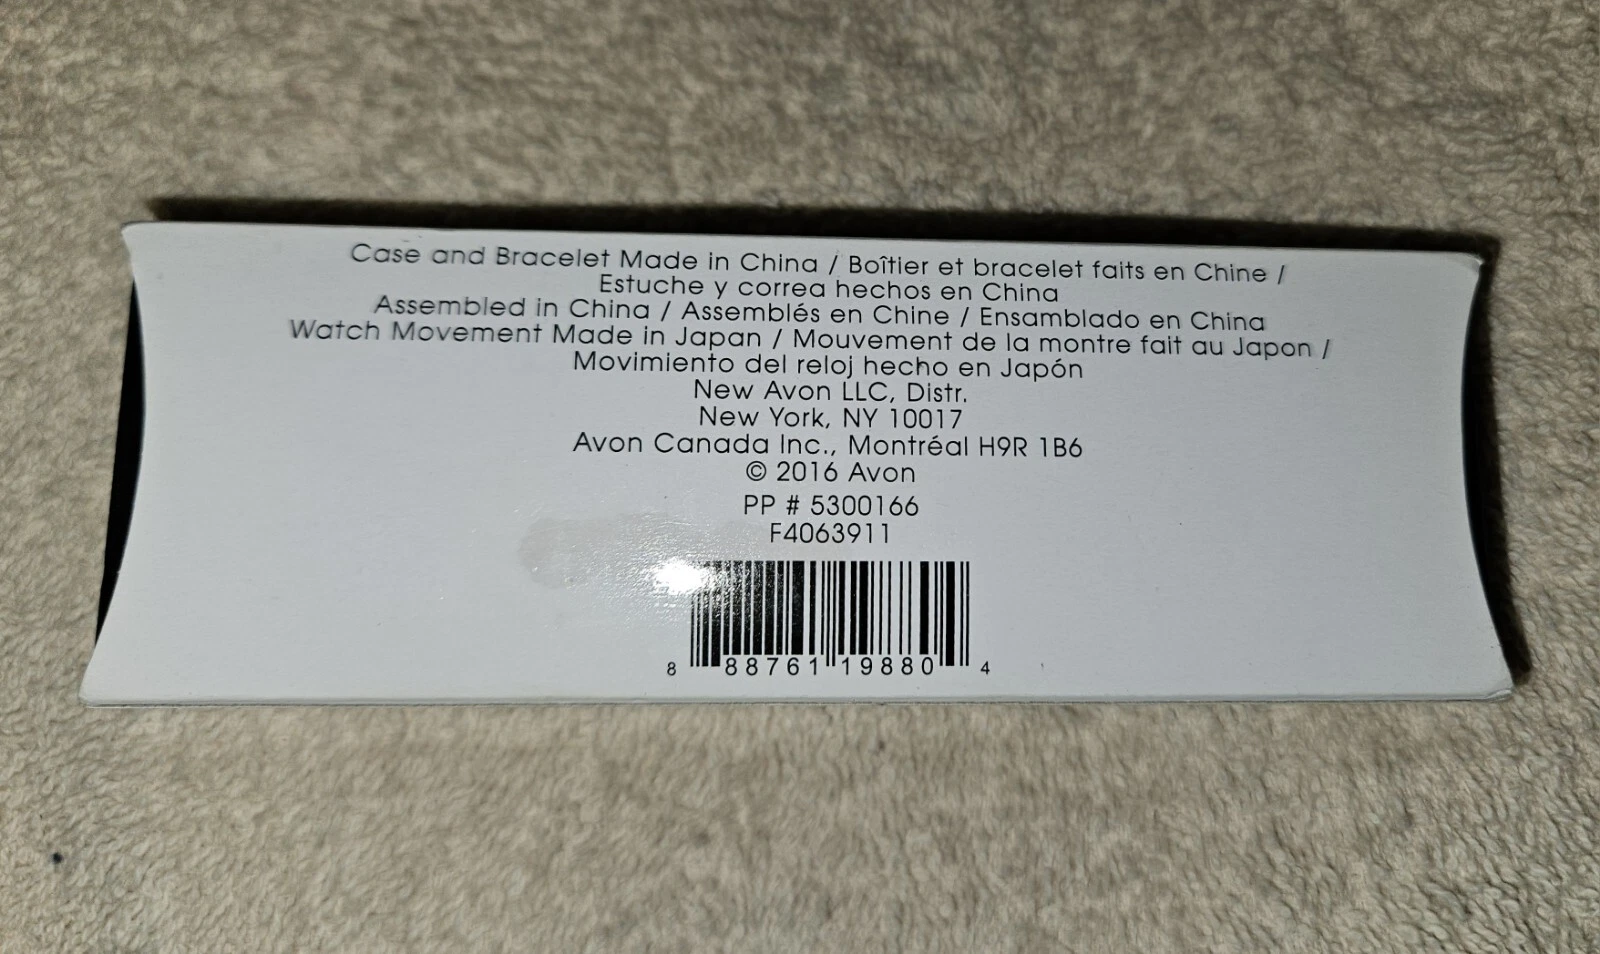 Case and Bracelet Made in China / Boîtier et bracelet faits en Chine /
Estuche y correa hechos en China
Assembled in China / Assemblés en Chine / Ensamblado en China
Watch Movement Made in Japan / Mouvement de la montre fait au Japon /
Movimiento del reloj hecho en Japón
New Avon LLC, Distr.
New York, NY 10017
Avon Canada Inc., Montréal H9R 1B6
© 2016 Avon
PP # 5300166
F4063911
8 88761 19880 4